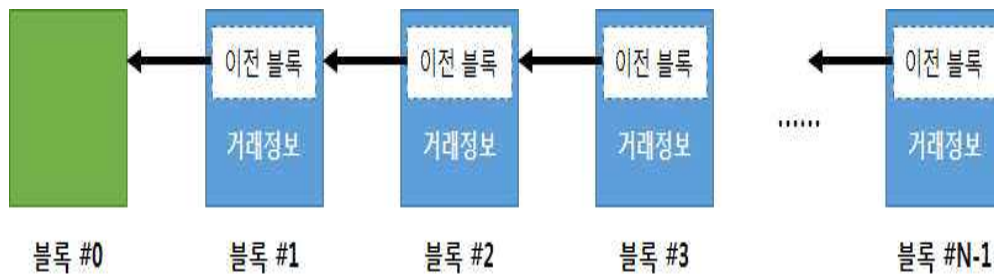 이전 블록 이전 블록 이전 블록 이전 블록
...... 
거래정보 거래정보 거래정보 거래정보
블록 #0 블록 #1 블록 #2 블록 #3 블록 #N-1